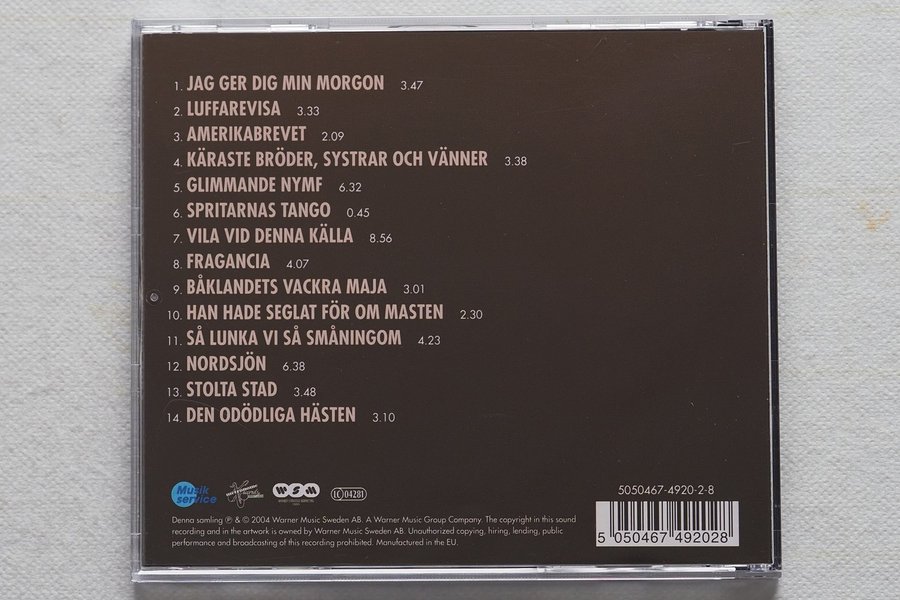 1. JAG GER DIG MIN MORGON 3.47
2. LUFFAREVISA 3.33
3. AMERIKABREVET 2.09
4. KÄRASTE BRÖDER, SYSTRAR OCH VÄNNER 3.38
5. GLIMMANDE NYMF 6.32
6. SPRITARNAS TANGO 0.45
7. VILA VID DENNA KÄLLA 8.56
8. FRAGANCIA 4.07
9. BÅKLANDETS VACKRA MAJA 3.01
10. HAN HADE SEGLAT FÖR OM MASTEN 2.30
11. SÅ LUNKA VI SÅ SMÅNINGOM 4.23
12. NORDSJÖN 6.38
13. STOLTA STAD 3.48
14. DEN ODÖDLIGA HÄSTEN 3.10
Musik
service
WSM
LC 04281
5050467-4920-2-8
Denna samling ℗ & © 2004 Warner Music Sweden AB. A Warner Music Group Company. The copyright in this sound
recording and in the artwork is owned by Warner Music Sweden AB. Unauthorized copying, hiring, lending, public
performance and broadcasting of this recording prohibited. Manufactured in the EU.
5 050467 492028